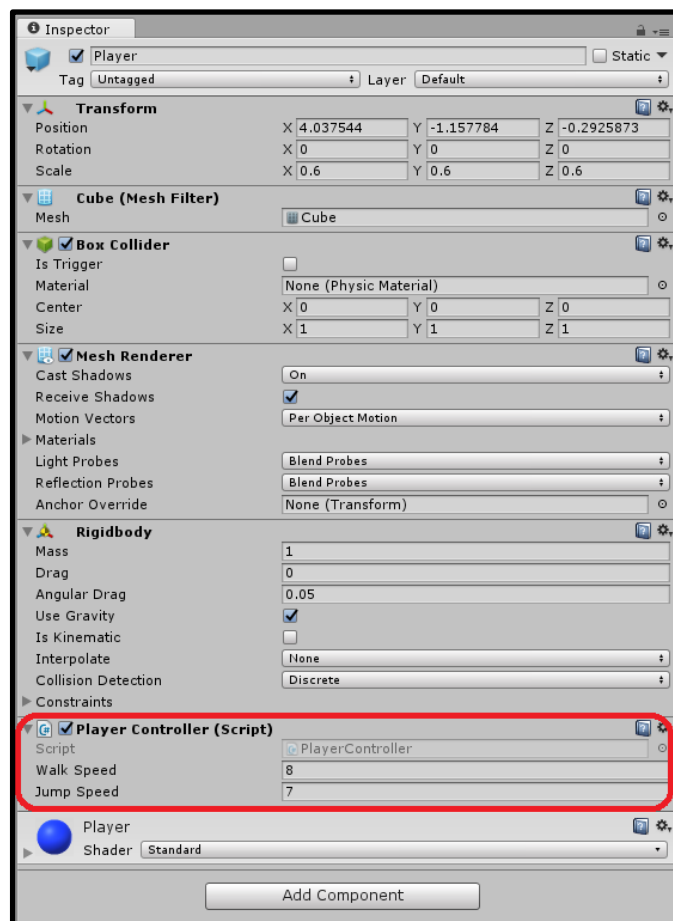 Inspector
Player Static
Tag Untagged Layer Default
Transform
Position X 4.037544 Y -1.157784 Z -0.2925873
Rotation X 0 Y 0 Z 0
Scale X 0.6 Y 0.6 Z 0.6
Cube (Mesh Filter)
Mesh Cube
Box Collider
Is Trigger
Material None (Physic Material)
Center X 0 Y 0 Z 0
Size X 1 Y 1 Z 1
Mesh Renderer
Cast Shadows On
Receive Shadows
Motion Vectors Per Object Motion
Materials
Light Probes Blend Probes
Reflection Probes Blend Probes
Anchor Override None (Transform)
Rigidbody
Mass 1
Drag 0
Angular Drag 0.05
Use Gravity
Is Kinematic
Interpolate None
Collision Detection Discrete
Constraints
Player Controller (Script)
Script PlayerController
Walk Speed 8
Jump Speed 7
Player
Shader Standard
Add Component